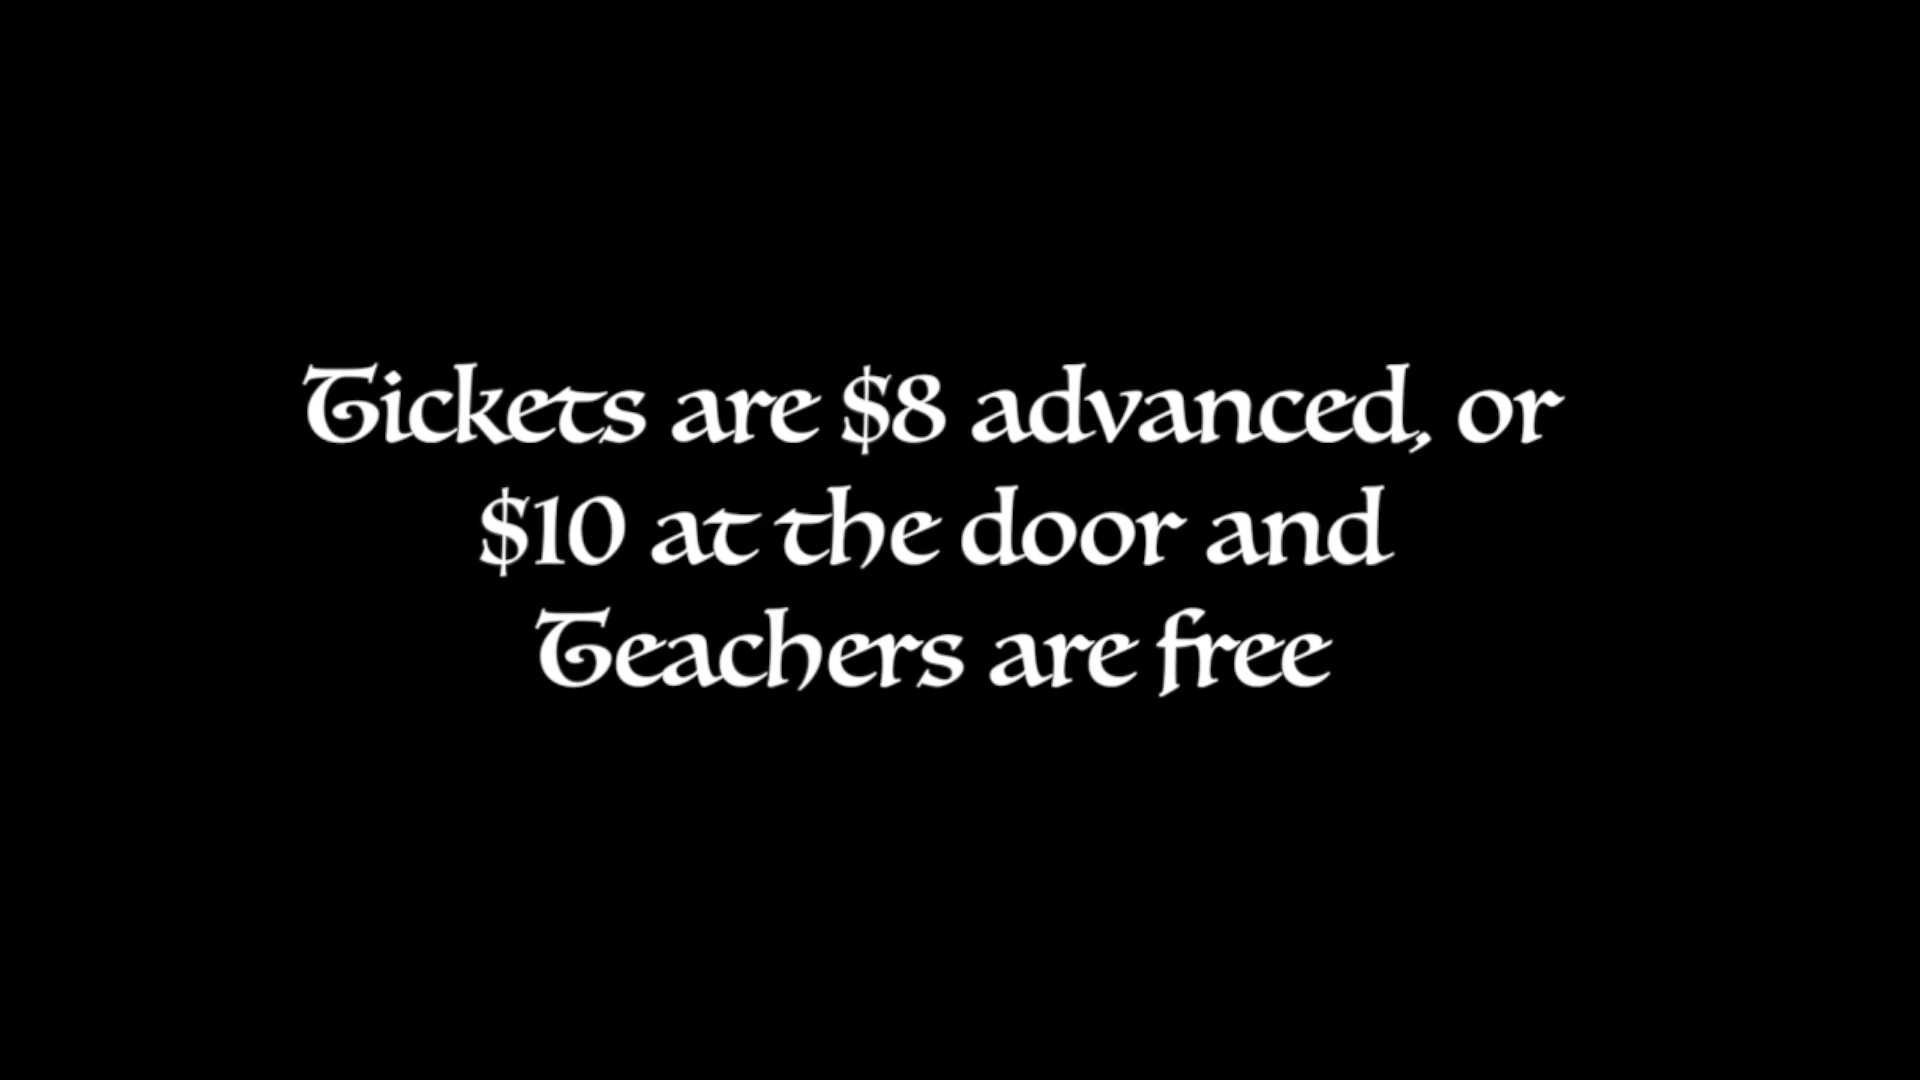 Tickets are $8 advanced, or
$10 at the door and
Teachers are free